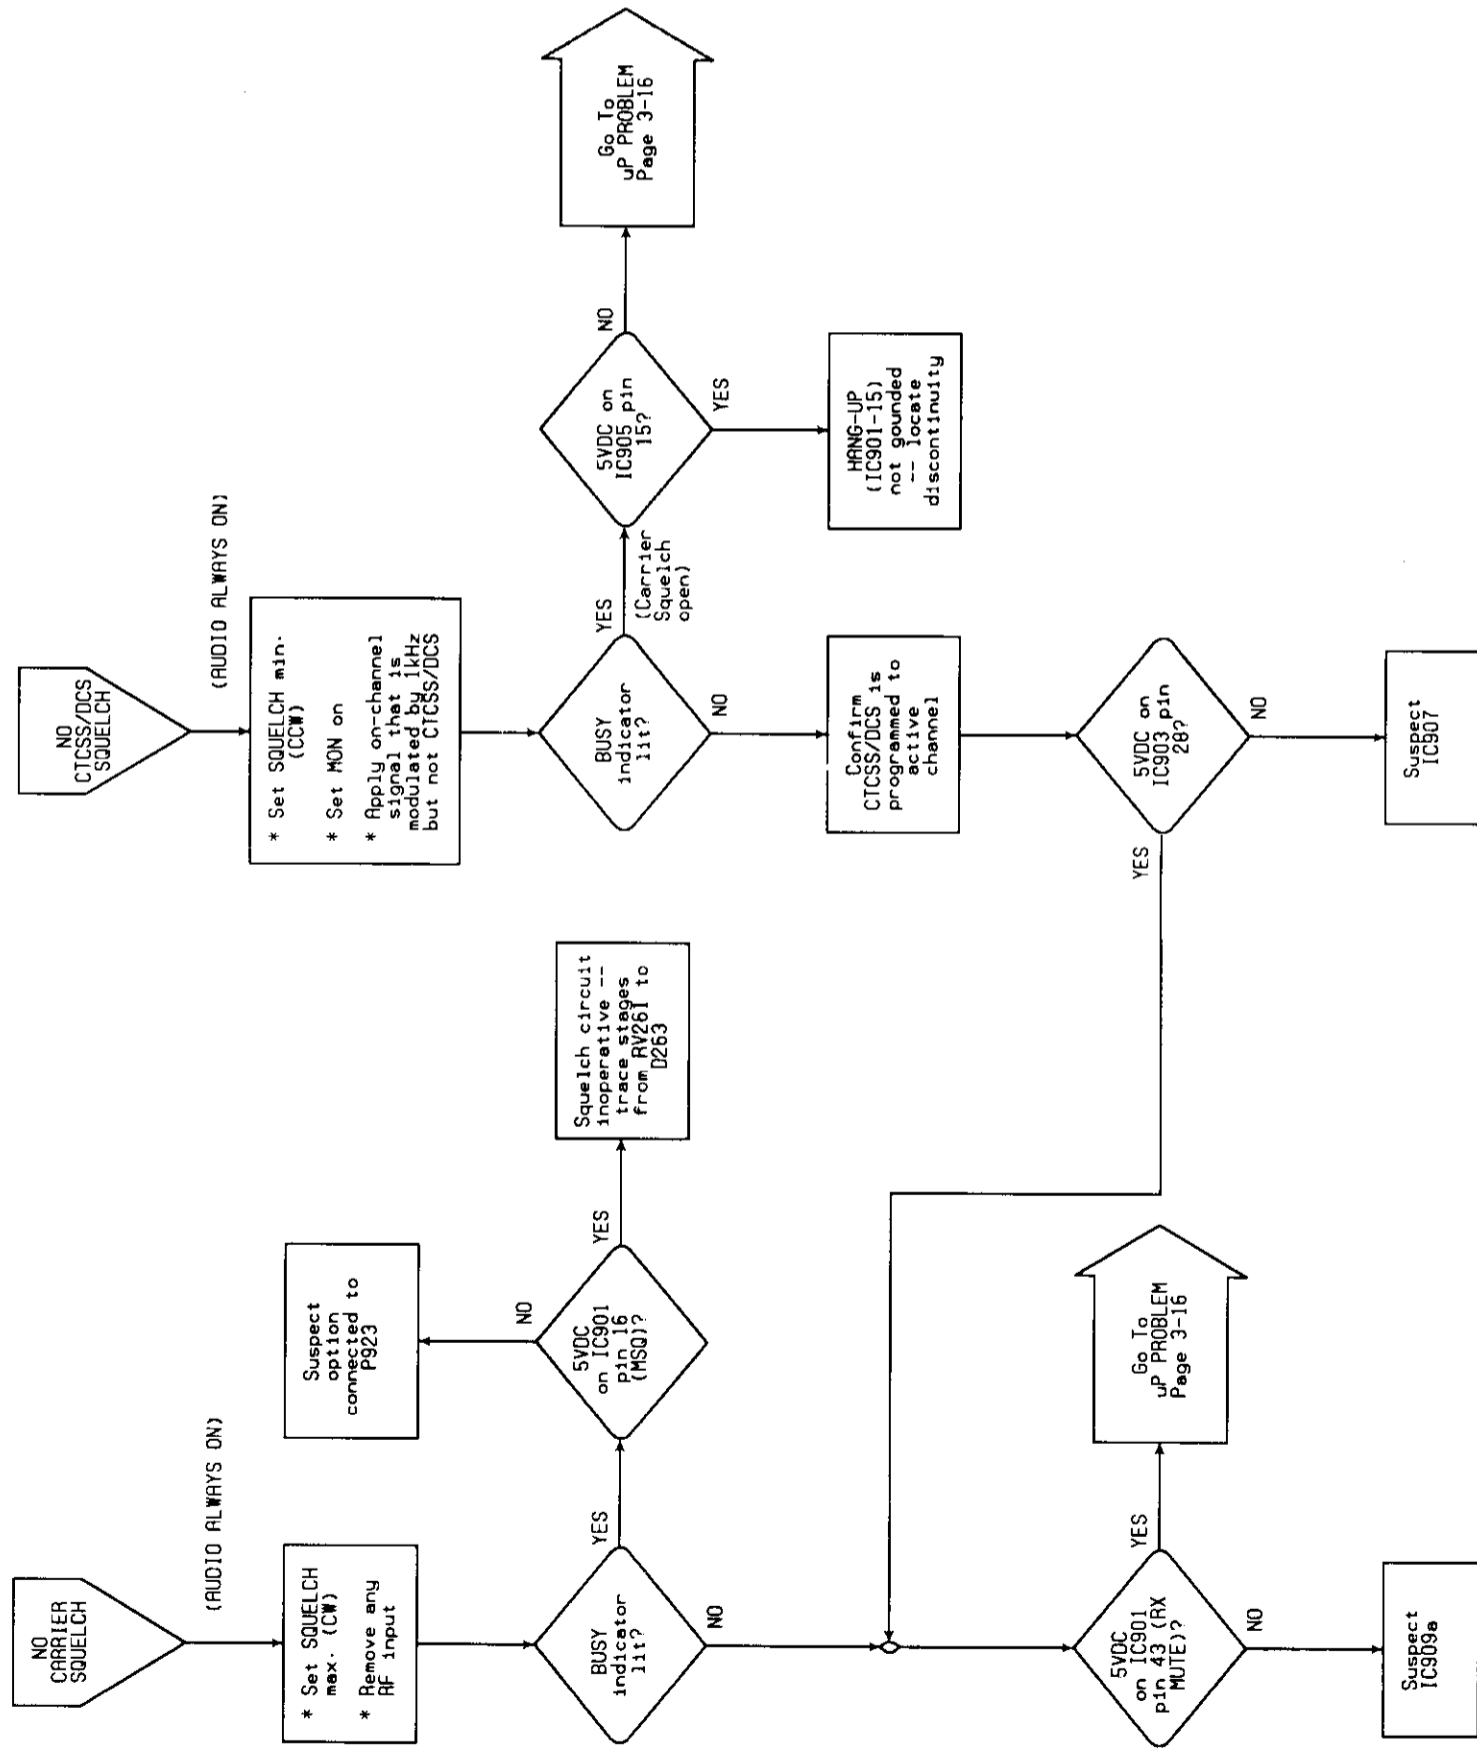 NO
CARRIER
SQUELCH
(AUDIO ALWAYS ON)
* Set SQUELCH
max. (CW)
* Remove any
RF input
BUSY
indicator
lit?
YES
NO
5VDC
on IC901
pin 16
(MSQ)?
NO
YES
Suspect
option
connected to
P923
Squelch circuit
inoperative --
trace stages
from RV261 to
D263
5VDC
on IC901
pin 43 (RX
MUTE)?
YES
NO
Go To
uP PROBLEM
Page 3-16
Suspect
IC909a
NO
CTCSS/DCS
SQUELCH
(AUDIO ALWAYS ON)
* Set SQUELCH min.
(CCW)
* Set MON on
* Apply on-channel
signal that is
modulated by 1kHz
but not CTCSS/DCS
BUSY
indicator
lit?
YES
(Carrier
Squelch
open)
NO
5VDC on
IC905 pin
15?
NO
YES
Go To
uP PROBLEM
Page 3-16
HANG-UP
(IC901-15)
not gounded
-- locate
discontinuity
Confirm
CTCSS/DCS is
programmed to
active
channel
5VDC on
IC903 pin
28?
YES
NO
Suspect
IC907